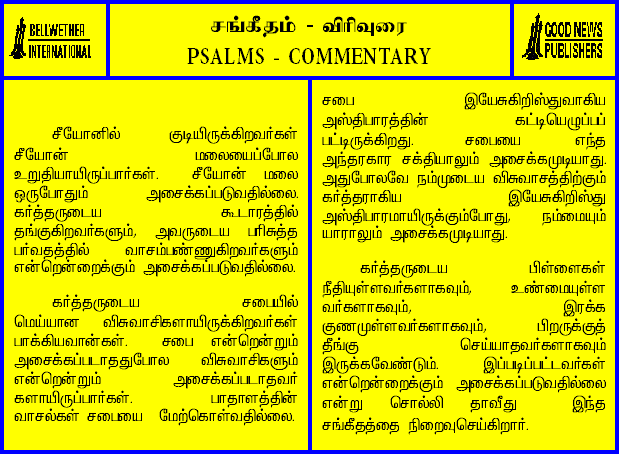 BELLWETHER
INTERNATIONAL
சங்கீதம் - விரிவுரை
PSALMS - COMMENTARY
GOOD NEWS
PUBLISHERS
சீயோனில் குடியிருக்கிறவர்கள்
சீயோன் மலையைப்போல
உறுதியாயிருப்பார்கள். சீயோன் மலை
ஒருபோதும் அசைக்கப்படுவதில்லை.
கர்த்தருடைய கூடாரத்தில்
தங்குகிறவர்களும், அவருடைய பரிசுத்த
பர்வதத்தில் வாசம்பண்ணுகிறவர்களும்
என்றென்றைக்கும் அசைக்கப்படுவதில்லை.
கர்த்தருடைய சபையில்
மெய்யான விசுவாசிகளாயிருக்கிறவர்கள்
பாக்கியவான்கள். சபை என்றென்றும்
அசைக்கப்படாததுபோல விசுவாசிகளும்
என்றென்றும் அசைக்கப்படாதவர்
களாயிருப்பார்கள். பாதாளத்தின்
வாசல்கள் சபையை மேற்கொள்வதில்லை.
சபை இயேசுகிறிஸ்துவாகிய
அஸ்திபாரத்தின் கட்டியெழுப்பப்
பட்டிருக்கிறது. சபையை எந்த
அந்தரகார சக்தியாலும் அசைக்கமுடியாது.
அதுபோலவே நம்முடைய விசுவாசத்திற்கும்
கர்த்தராகிய இயேசுகிறிஸ்து
அஸ்திபாரமாயிருக்கும்போது, நம்மையும்
யாராலும் அசைக்கமுடியாது.
கர்த்தருடைய பிள்ளைகள்
நீதியுள்ளவர்களாகவும், உண்மையுள்ள
வர்களாகவும், இரக்க
குணமுள்ளவர்களாகவும், பிறருக்குத்
தீங்கு செய்யாதவர்களாகவும்
இருக்கவேண்டும். இப்படிப்பட்டவர்கள்
என்றென்றைக்கும் அசைக்கப்படுவதில்லை
என்று சொல்லி தாவீது இந்த
சங்கீதத்தை நிறைவுசெய்கிறார்.